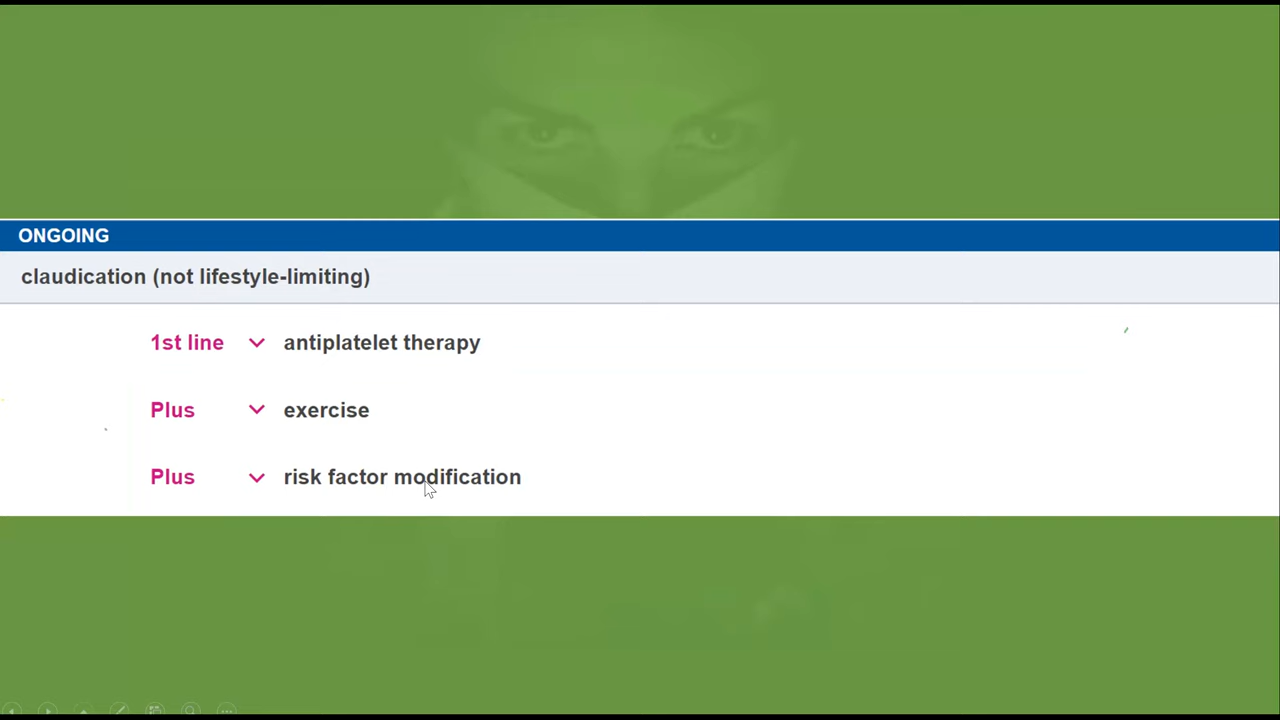 ONGOING
claudication (not lifestyle-limiting)
1st line antiplatelet therapy
Plus exercise
Plus risk factor modification